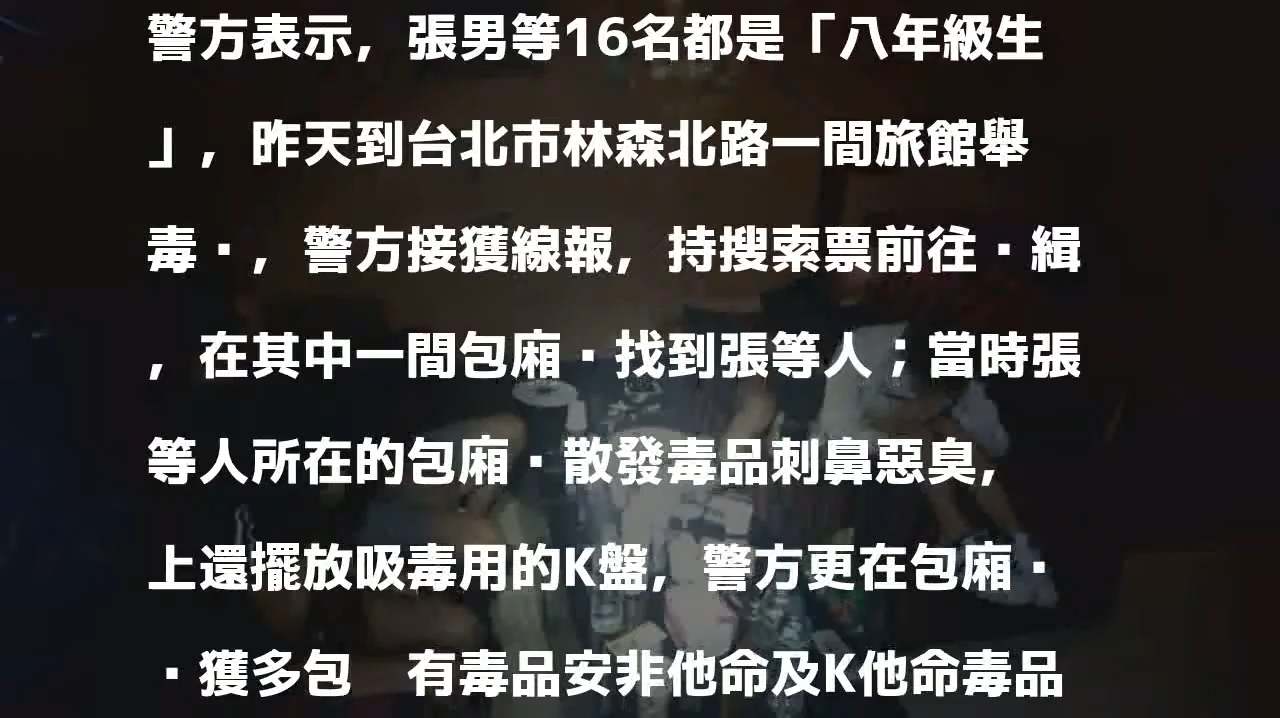 警方表示，張男等16名都是「八年級生
」，昨天到台北市林森北路一間旅館舉
毒▪，警方接獲線報，持搜索票前往▪緝
，在其中一間包廂▪找到張等人；當時張
等人所在的包廂▪散發毒品刺鼻惡臭，
上還擺放吸毒用的K盤，警方更在包廂▪
▪獲多包　有毒品安非他命及K他命毒品